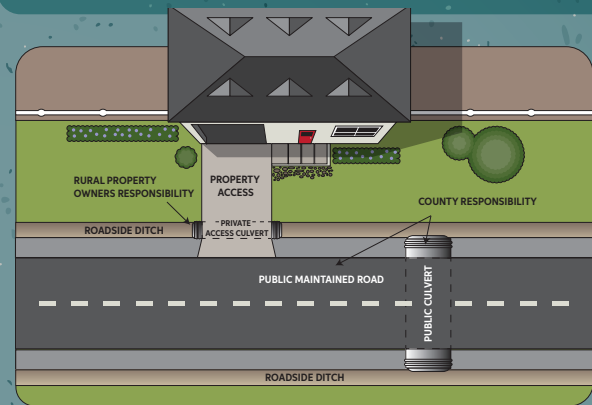 RURAL PROPERTY
OWNERS RESPONSIBILITY
PROPERTY
ACCESS
COUNTY RESPONSIBILITY
ROADSIDE DITCH
PRIVATE
ACCESS CULVERT
PUBLIC MAINTAINED ROAD
PUBLIC CULVERT
ROADSIDE DITCH